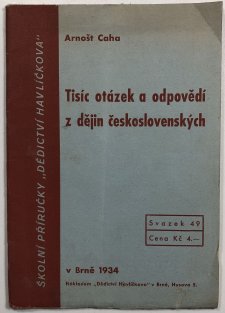 ŠKOLNÍ PŘÍRUČKY „DĚDICTVÍ HAVLÍČKOVA"
Arnošt Caha
Tisíc otázek a odpovědí
z dějin československých
Svazek 49
Cena Kč 4.—
v Brně 1934
Nákladem „Dědictví Havlíčkova" v Brně, Husova 5.